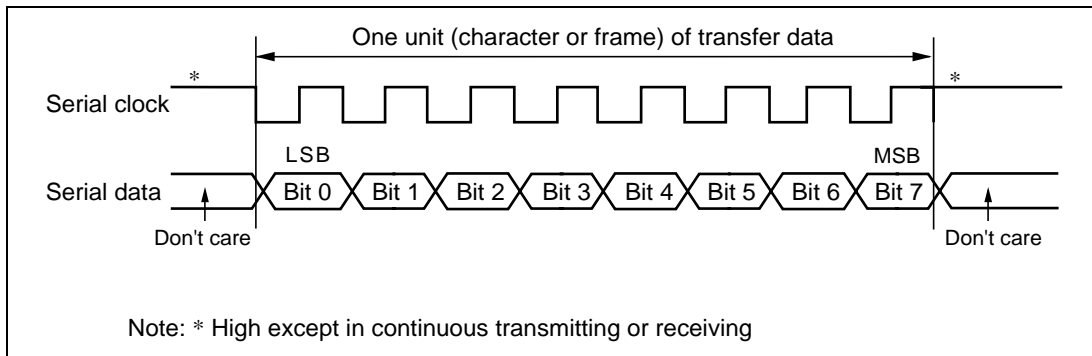 One unit (character or frame) of transfer data
* *
Serial clock
LSB MSB
Serial data Bit 0 Bit 1 Bit 2 Bit 3 Bit 4 Bit 5 Bit 6 Bit 7
Don't care Don't care
Note: * High except in continuous transmitting or receiving